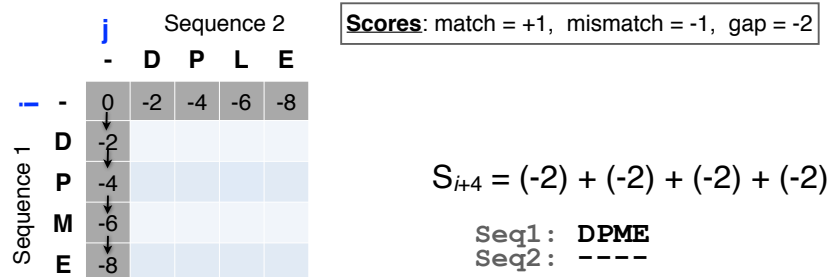 j Sequence 2
Scores: match = +1, mismatch = -1, gap = -2
- D P L E
i - 0 -2 -4 -6 -8
Sequence 1
D -2
P -4
M -6
E -8
Si+4 = (-2) + (-2) + (-2) + (-2)
Seq1: DPME
Seq2: ----